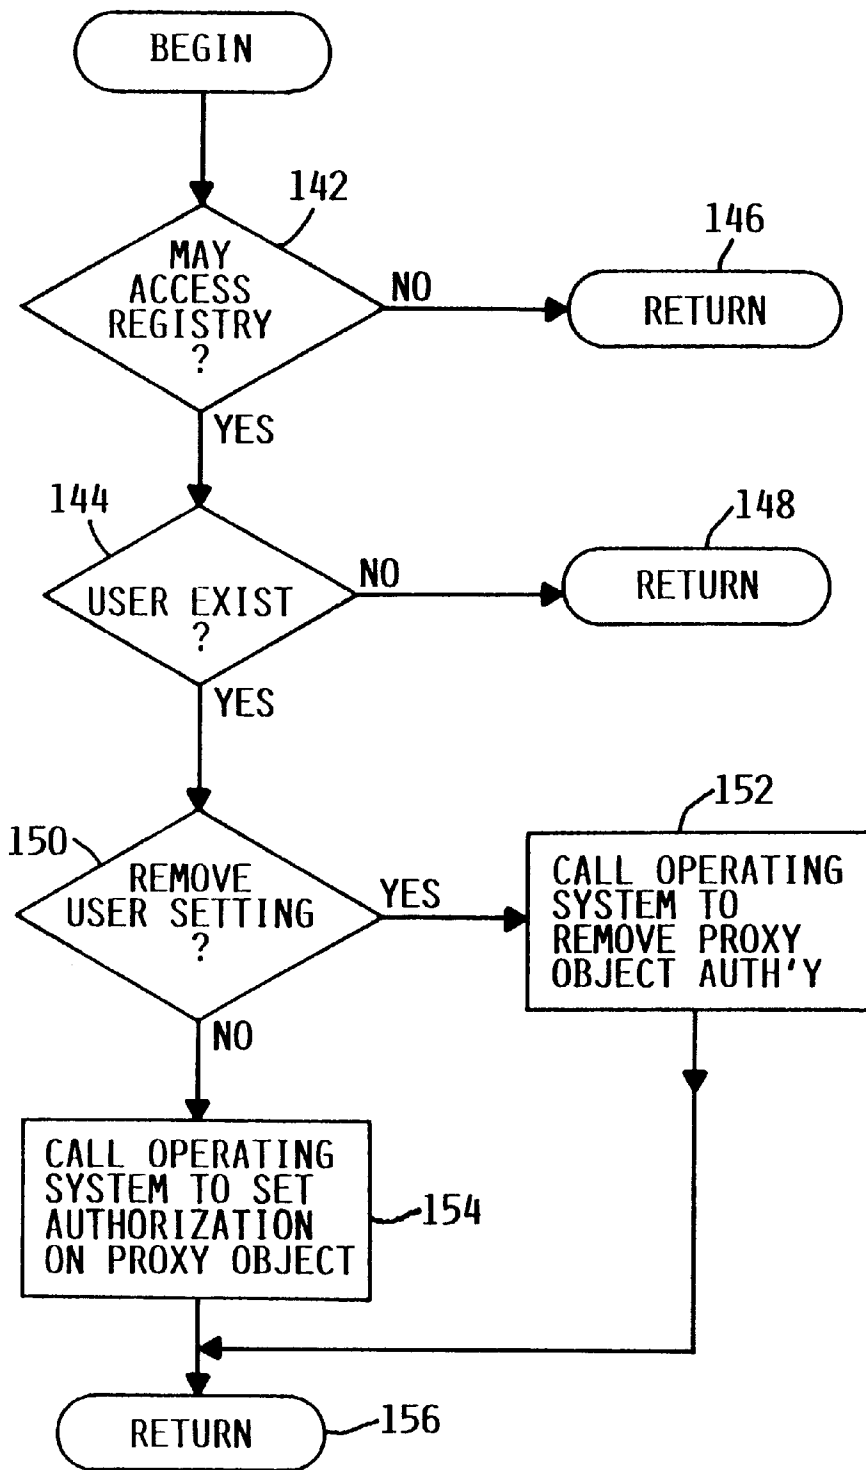 BEGIN
142
MAY
ACCESS
REGISTRY
?
NO
146
RETURN
YES
144
USER EXIST
?
NO
148
RETURN
YES
150
REMOVE
USER SETTING
?
YES
152
CALL OPERATING
SYSTEM TO
REMOVE PROXY
OBJECT AUTH'Y
NO
CALL OPERATING
SYSTEM TO SET
AUTHORIZATION
ON PROXY OBJECT
154
RETURN
156